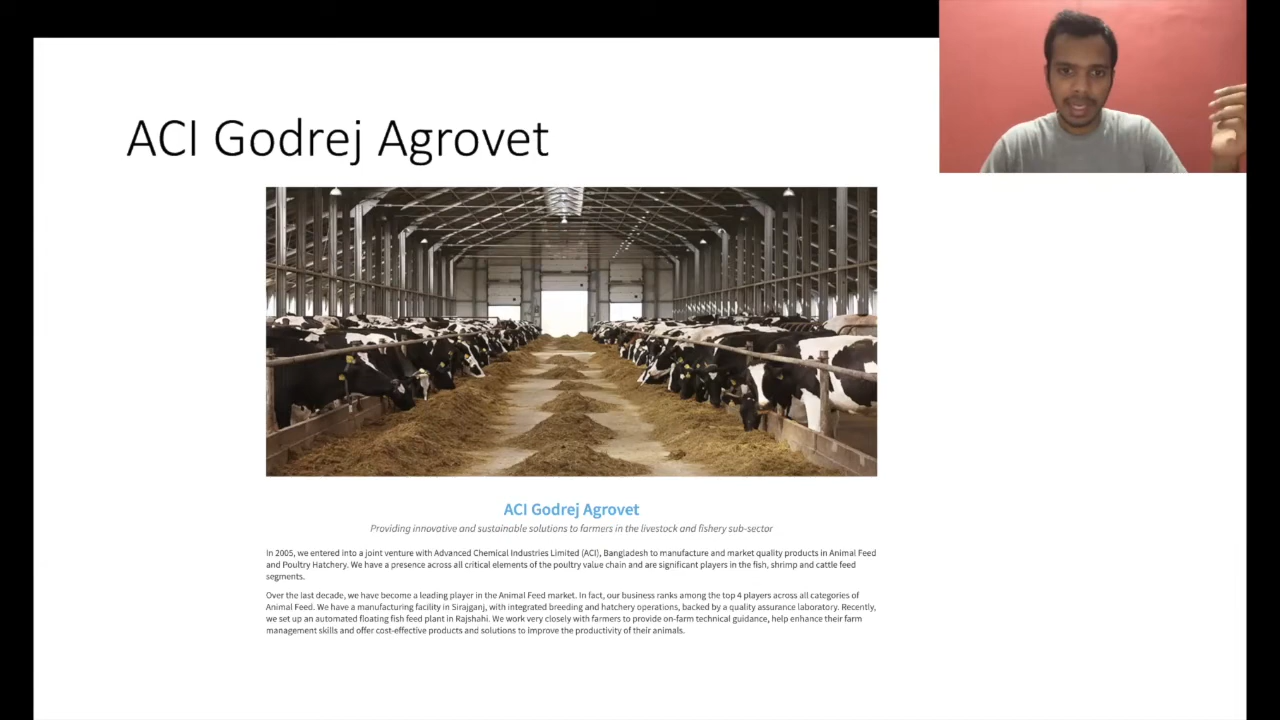 ACI Godrej Agrovet
ACI Godrej Agrovet
Providing innovative and sustainable solutions to farmers in the livestock and fishery sub-sector
In 2005, we entered into a joint venture with Advanced Chemical Industries Limited (ACI), Bangladesh to manufacture and market quality products in Animal Feed
and Poultry Hatchery. We have a presence across all critical elements of the poultry value chain and are significant players in the fish, shrimp and cattle feed
segments.
Over the last decade, we have become a leading player in the Animal Feed market. In fact, our business ranks among the top 4 players across all categories of
Animal Feed. We have a manufacturing facility in Sirajganj, with integrated breeding and hatchery operations, backed by a quality assurance laboratory. Recently,
we set up an automated floating fish feed plant in Rajshahi. We work very closely with farmers to provide on-farm technical guidance, help enhance their farm
management skills and offer cost-effective products and solutions to improve the productivity of their animals.